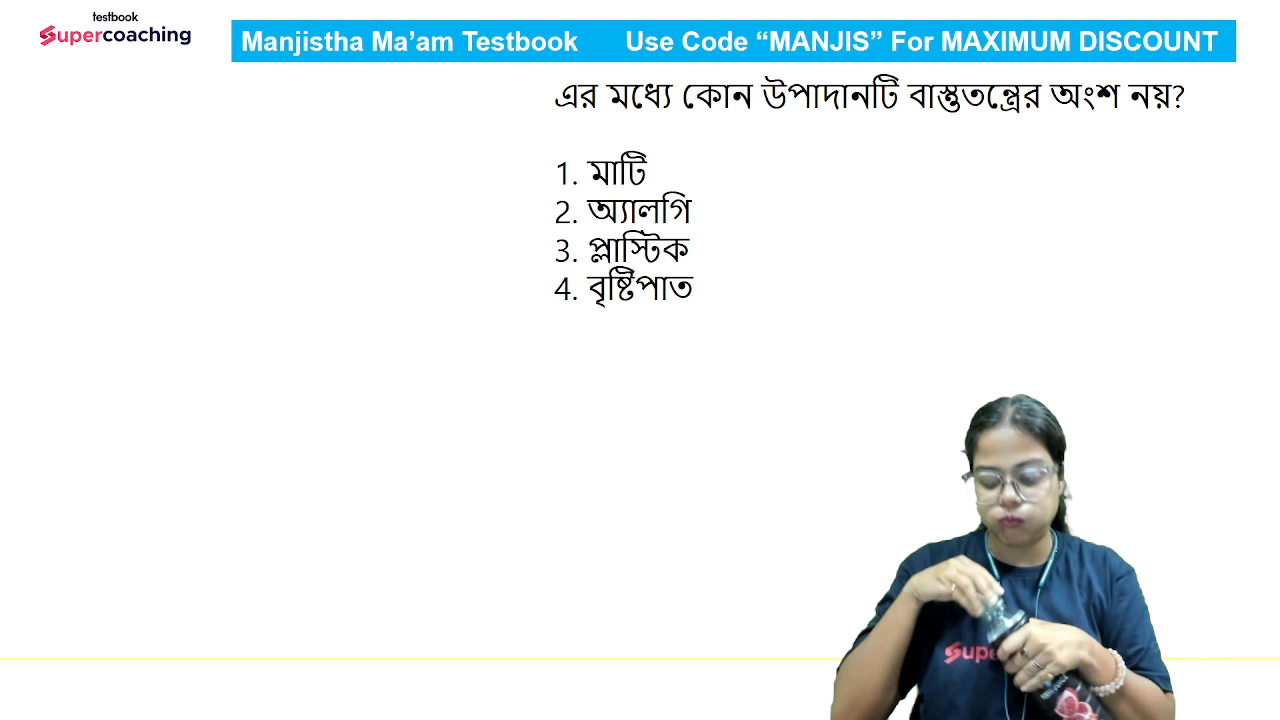 testbook
Supercoaching
Manjistha Ma’am Testbook Use Code “MANJIS” For MAXIMUM DISCOUNT
এর মধ্যে কোন উপাদানটি বাস্তুতন্ত্রের অংশ নয়?
1. মাটি
2. অ্যালগি
3. প্লাস্টিক
4. বৃষ্টিপাত